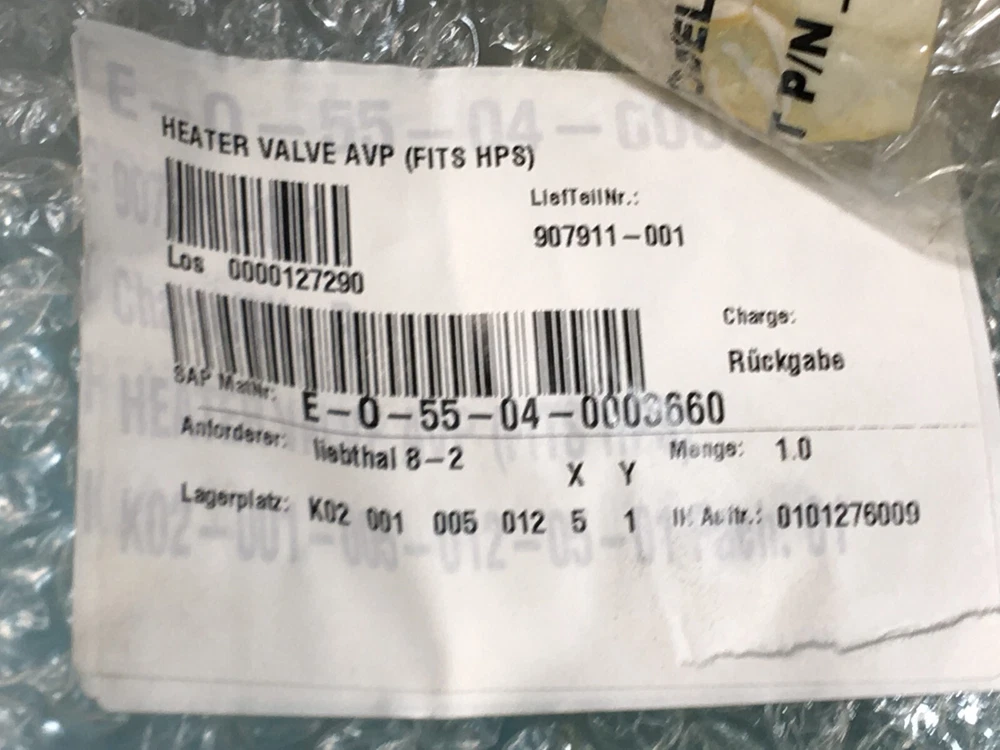 P/N
HEATER VALVE AVP (FITS HPS)
LiefTeilNr.:
907911-001
Los 0000127290
Charge:
Rückgabe
SAP MatNr: E-0-55-04-0003660
Anforderer: liebthal 8-2
Menge: 1.0
X Y
Lagerplatz: K02 001 005 012 5 1
0101276009